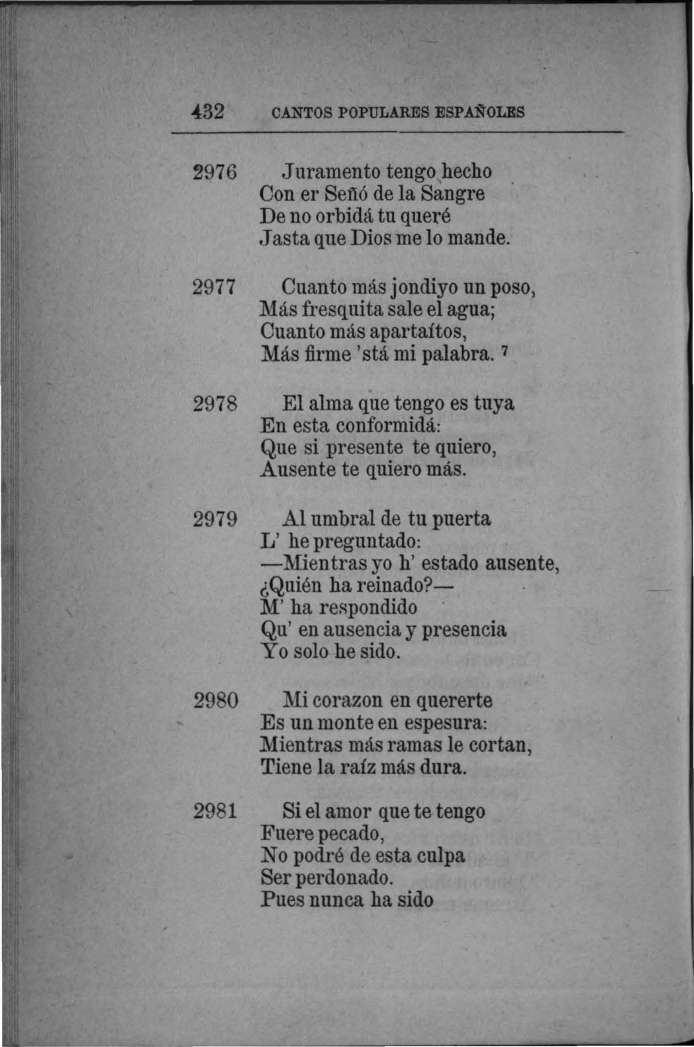 432 CANTOS POPULARES ESPAÑOLES
2976 Juramento tengo hecho
Con er Señó de la Sangre
De no orbidá tu queré
Jasta que Dios me lo mande.
2977 Cuanto más jondiyo un poso,
Más fresquita sale el agua;
Cuanto más apartaítos,
Más firme 'stá mi palabra. 7
2978 El alma que tengo es tuya
En esta conformidá:
Que si presente te quiero,
Ausente te quiero más.
2979 Al umbral de tu puerta
L' he preguntado:
—Mientras yo h' estado ausente,
¿Quién ha reinado?—
M' ha respondido
Qu' en ausencia y presencia
Yo solo he sido.
2980 Mi corazon en quererte
Es un monte en espesura:
Mientras más ramas le cortan,
Tiene la raíz más dura.
2981 Si el amor que te tengo
Fuere pecado,
No podré de esta culpa
Ser perdonado.
Pues nunca ha sido